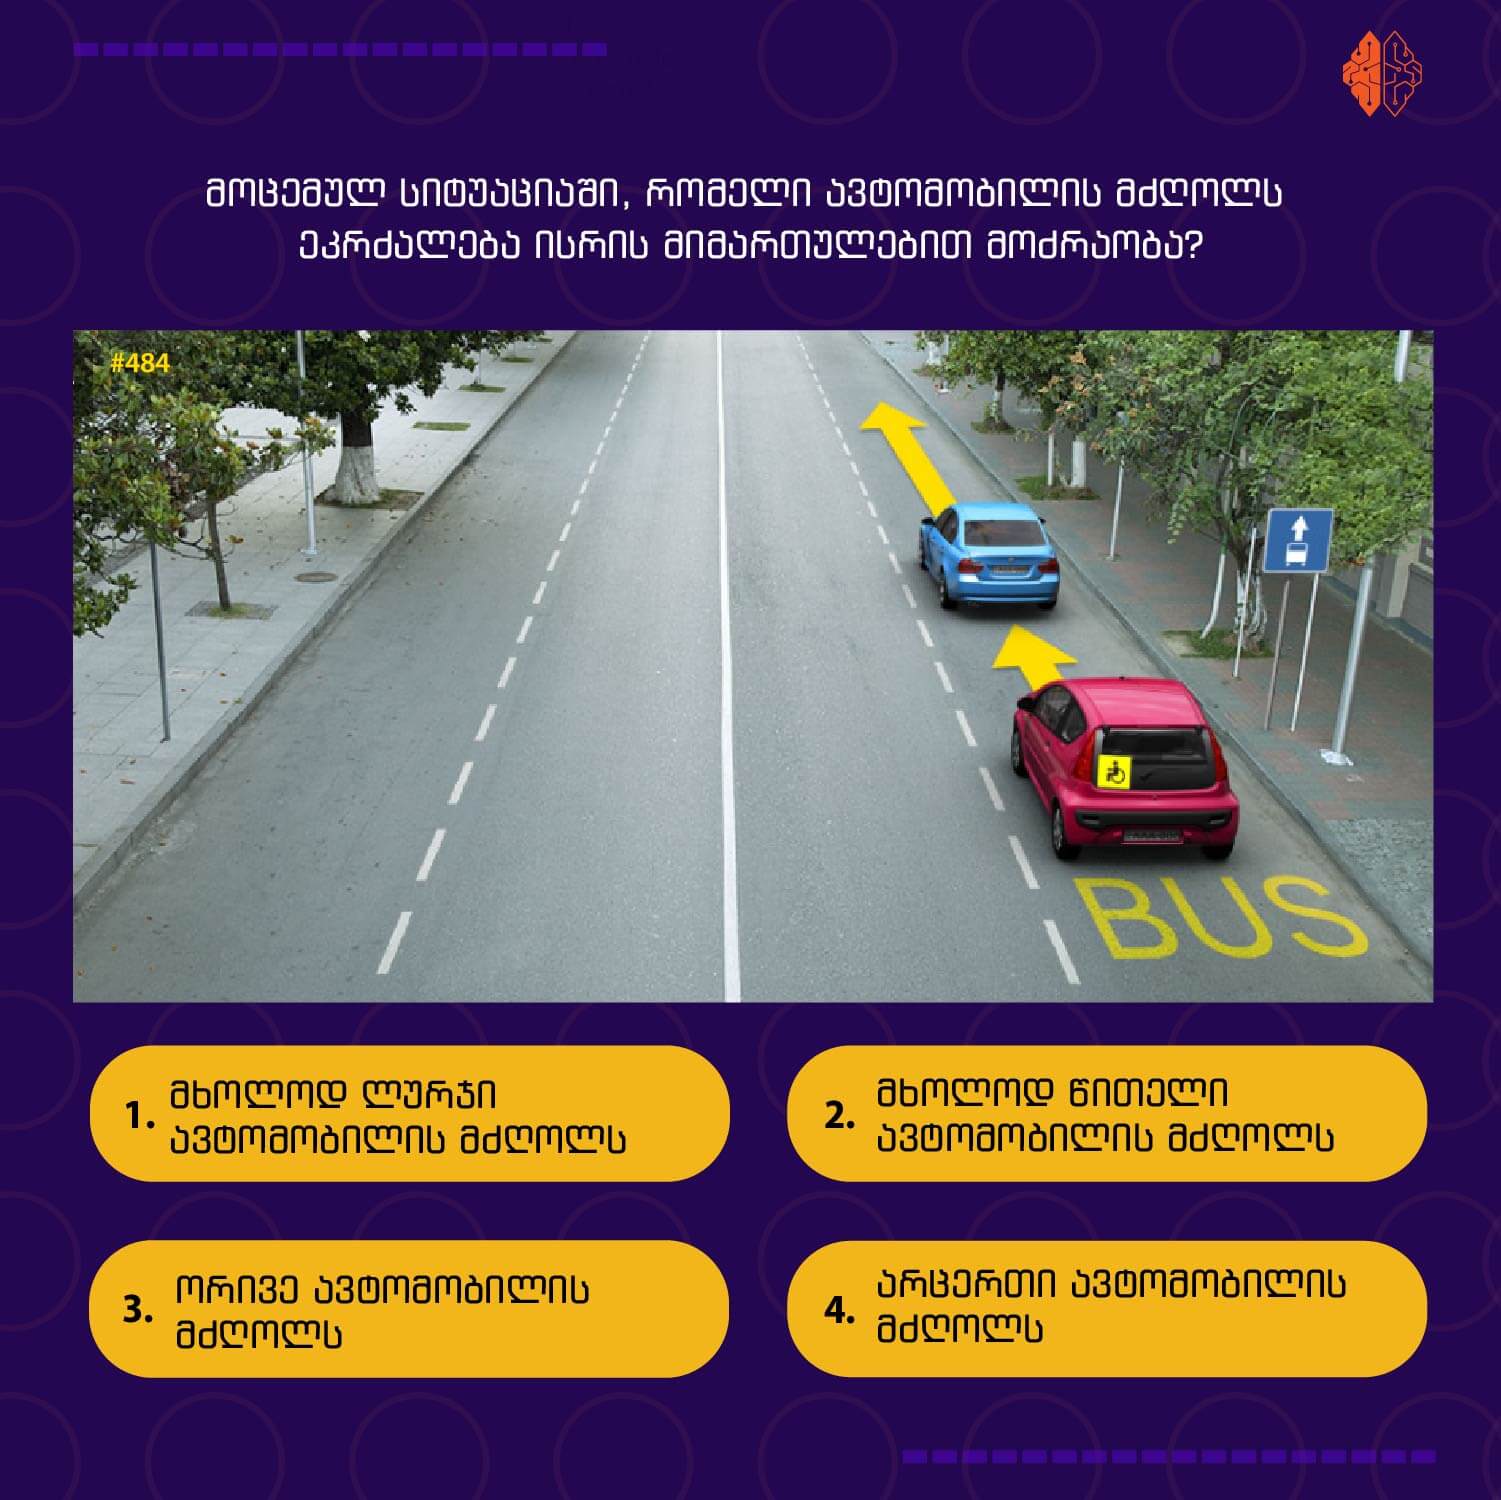 მოცემულ სიტუაციაში, რომელი ავტომობილის მძღოლს
ეკრძალება ისრის მიმართულებით მოძრაობა?
#484
BUS
1. მხოლოდ ლურჯი
ავტომობილის მძღოლს
2. მხოლოდ წითელი
ავტომობილის მძღოლს
3. ორივე ავტომობილის
მძღოლს
4. არცერთი ავტომობილის
მძღოლს